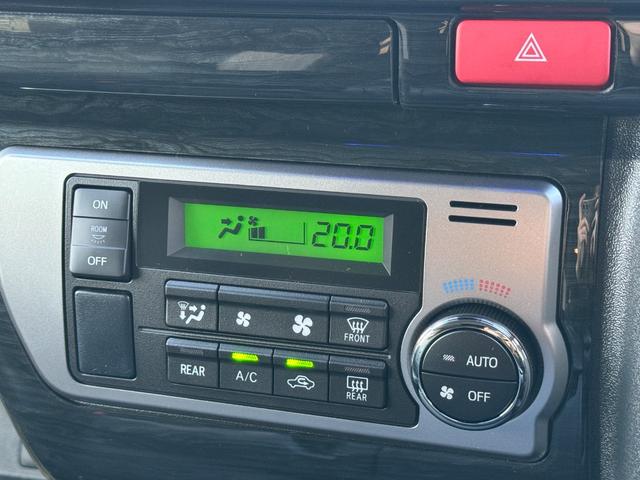 ON
ROOM
OFF
20.0
FRONT
REAR
A/C
REAR
AUTO
OFF